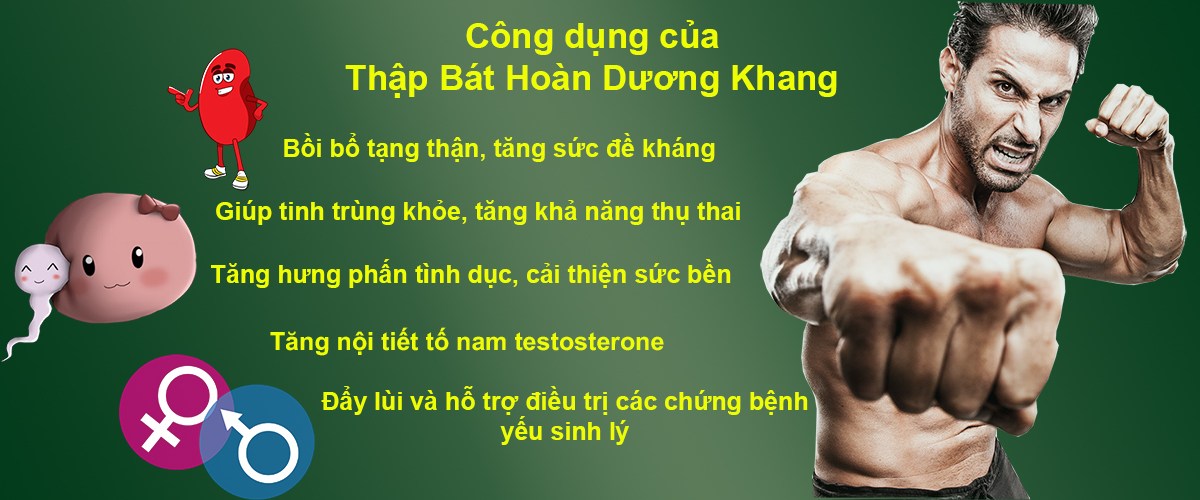 Công dụng của
Thập Bát Hoàn Dương Khang
Bồi bổ tạng thận, tăng sức đề kháng
Giúp tinh trùng khỏe, tăng khả năng thụ thai
Tăng hưng phấn tình dục, cải thiện sức bền
Tăng nội tiết tố nam testosterone
Đẩy lùi và hỗ trợ điều trị các chứng bệnh
yếu sinh lý